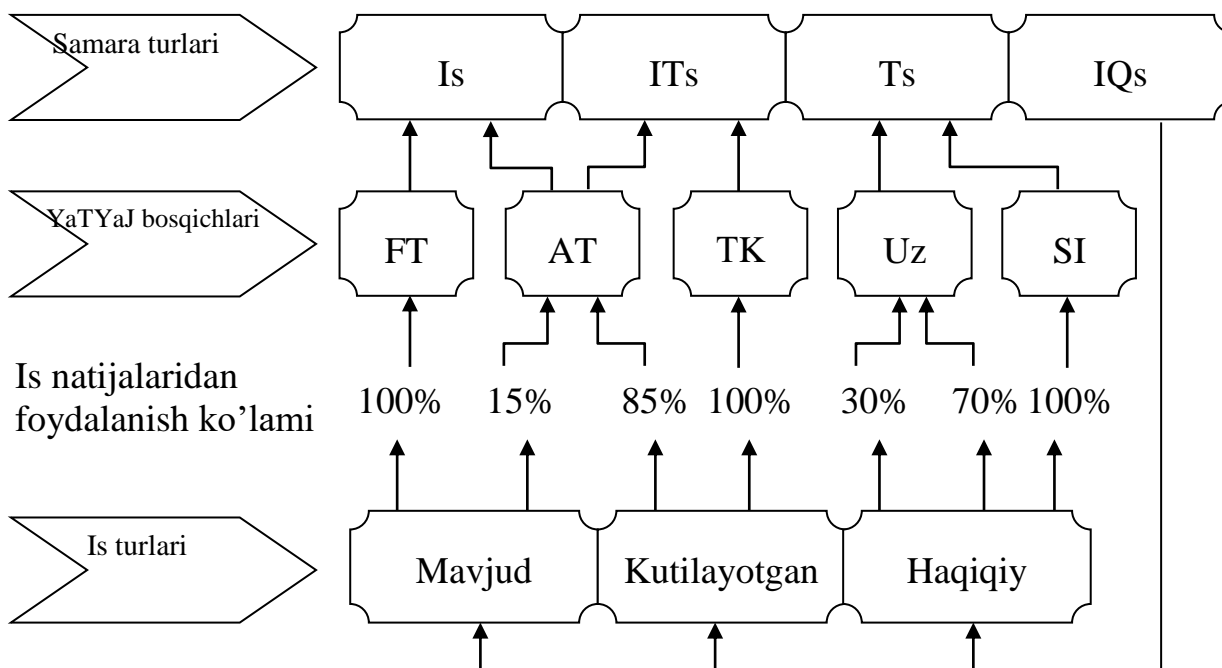 Samara turlari
Is ITs Ts IQs
YaTYaJ bosqichlari
FT AT TK Uz SI
Is natijalaridan
foydalanish ko’lami
100% 15% 85% 100% 30% 70% 100%
Is turlari
Mavjud Kutilayotgan Haqiqiy